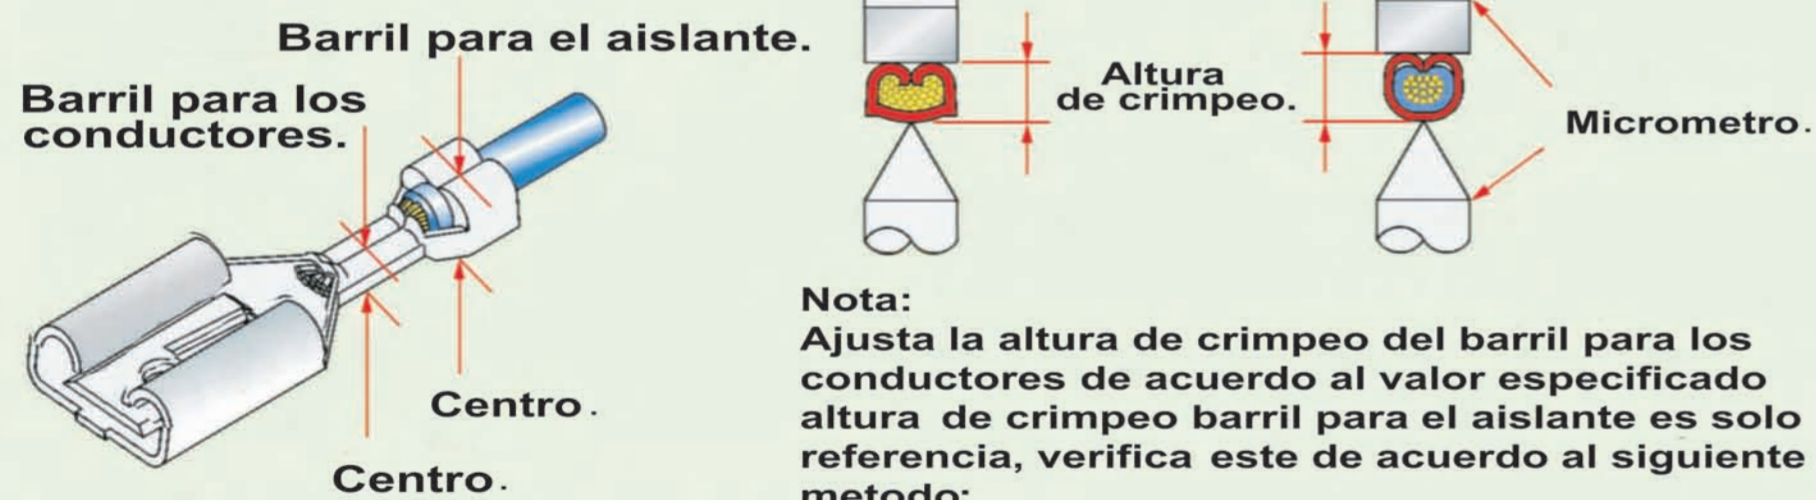 Barril para el aislante.
Barril para los
conductores.
Altura
de crimpeo.
Micrometro.
Centro.
Centro.
Nota:
Ajusta la altura de crimpeo del barril para los
conductores de acuerdo al valor especificado
altura de crimpeo barril para el aislante es solo
referencia, verifica este de acuerdo al siguiente
metodo: